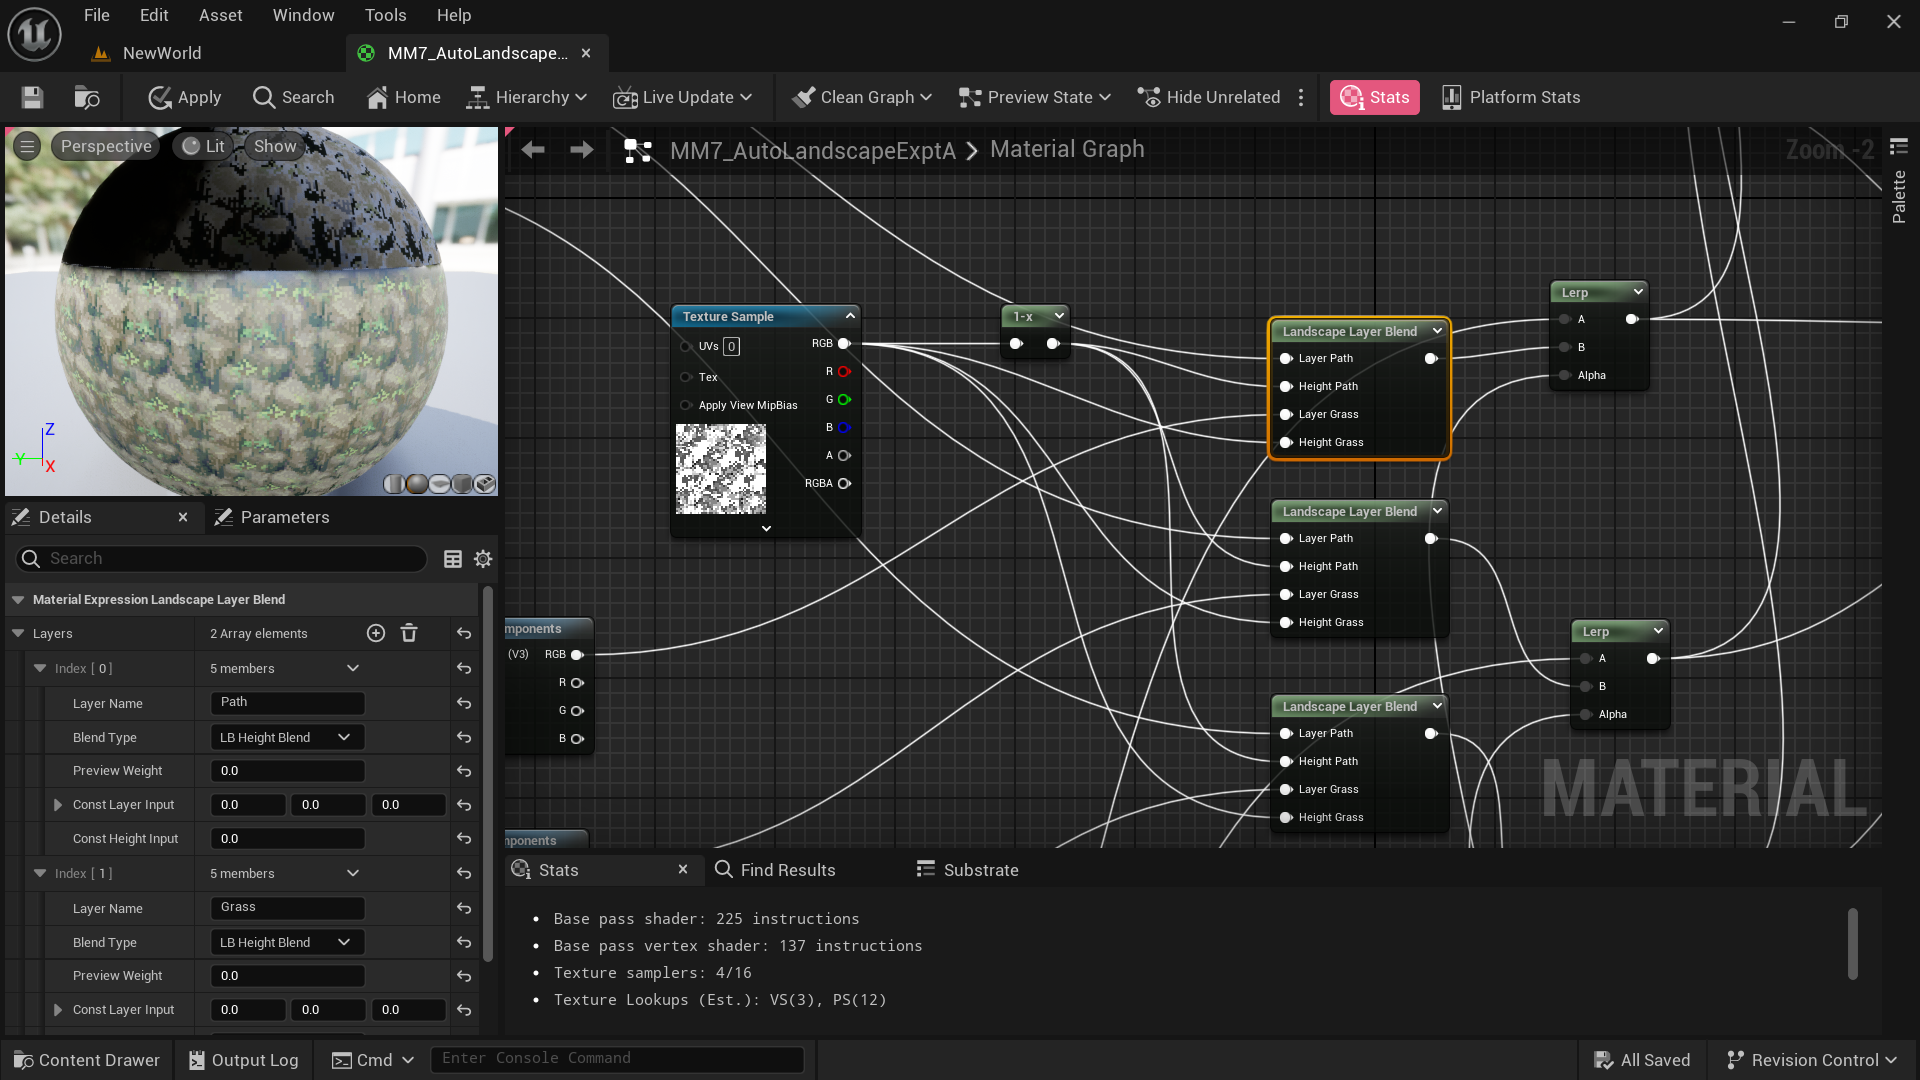 File Edit Asset Window Tools Help
NewWorld
MM7_AutoLandscape...
Apply Search Home Hierarchy Live Update Clean Graph Preview State Hide Unrelated Stats Platform Stats
Perspective Lit Show
MM7_AutoLandscapeExptA > Material Graph
Zoom -2
Palette
Z
Y
X
Texture Sample
UVs 0
Tex
Apply View MipBias
RGB
R
G
B
A
RGBA
1-x
Landscape Layer Blend
Layer Path
Height Path
Layer Grass
Height Grass
Lerp
A
B
Alpha
Landscape Layer Blend
Layer Path
Height Path
Layer Grass
Height Grass
mponents
(V3) RGB
R
G
B
Lerp
A
B
Alpha
Landscape Layer Blend
Layer Path
Height Path
Layer Grass
Height Grass
mponents
MATERIAL
Details Parameters
Search
Material Expression Landscape Layer Blend
Layers 2 Array elements
Index [ 0 ] 5 members
Layer Name Path
Blend Type LB Height Blend
Preview Weight 0.0
Const Layer Input 0.0 0.0 0.0
Const Height Input 0.0
Index [ 1 ] 5 members
Layer Name Grass
Blend Type LB Height Blend
Preview Weight 0.0
Const Layer Input 0.0 0.0 0.0
Stats Find Results Substrate
• Base pass shader: 225 instructions
• Base pass vertex shader: 137 instructions
• Texture samplers: 4/16
• Texture Lookups (Est.): VS(3), PS(12)
Content Drawer Output Log Cmd Enter Console Command All Saved Revision Control